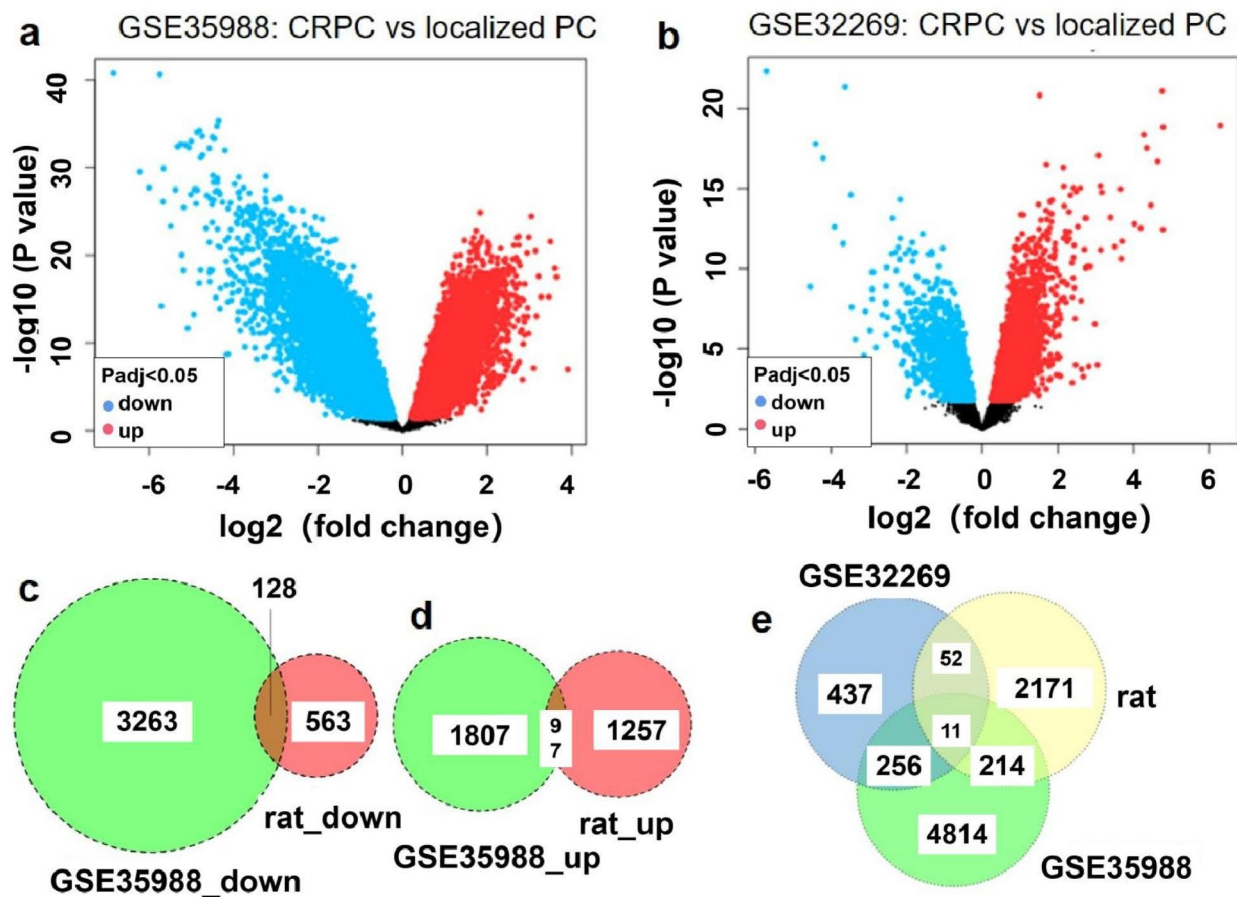 a
GSE35988: CRPC vs localized PC
-log10 (P value)
40
30
20
10
0
Padj<0.05
down
up
-6
-4
-2
0
2
4
log2 (fold change)
b
GSE32269: CRPC vs localized PC
-log10 (P value)
20
15
10
5
0
Padj<0.05
down
up
-6
-4
-2
0
2
4
6
log2 (fold change)
c
128
3263
563
rat_down
GSE35988_down
d
1807
9
7
1257
rat_up
GSE35988_up
e
GSE32269
52
437
2171
rat
11
256
214
4814
GSE35988